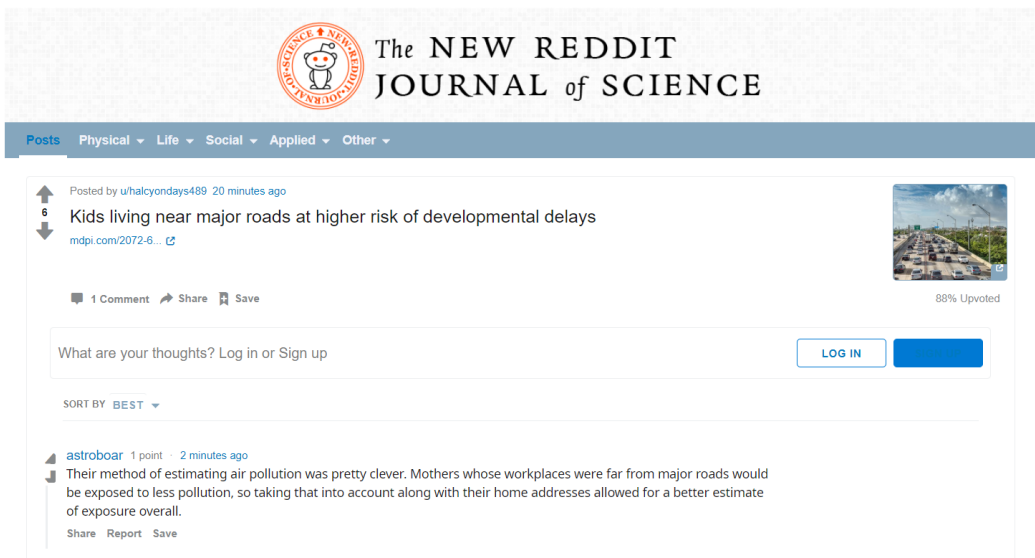 The NEW REDDIT
JOURNAL of SCIENCE
NEW·REDDIT·JOURNAL·OF·SCIENCE
Posts Physical Life Social Applied Other
Posted by u/halcyondays489 20 minutes ago
6
Kids living near major roads at higher risk of developmental delays
mdpi.com/2072-6...
1 Comment Share Save
88% Upvoted
What are your thoughts? Log in or Sign up
LOG IN
SORT BY BEST
astroboar 1 point · 2 minutes ago
Their method of estimating air pollution was pretty clever. Mothers whose workplaces were far from major roads would
be exposed to less pollution, so taking that into account along with their home addresses allowed for a better estimate
of exposure overall.
Share Report Save